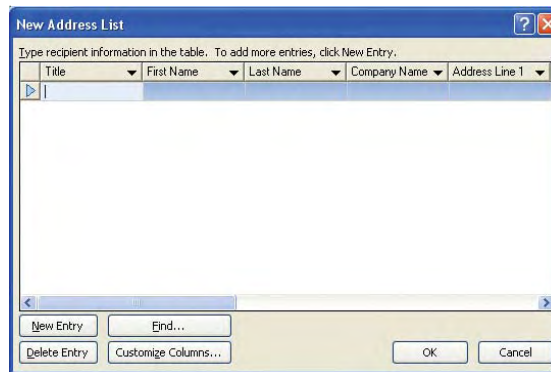 New Address List
Type recipient information in the table. To add more entries, click New Entry.
Title First Name Last Name Company Name Address Line 1
New Entry Find...
Delete Entry Customize Columns... OK Cancel